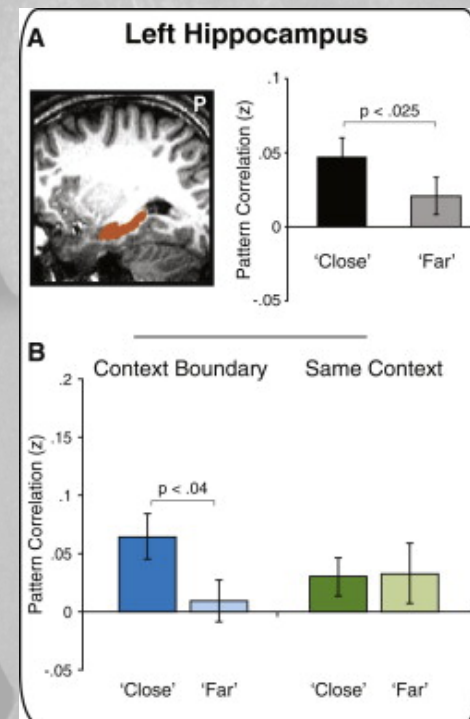 A
Left Hippocampus
P
Pattern Correlation (z)
.1
.05
0
-.05
p < .025
'Close' 'Far'
B
Context Boundary Same Context
Pattern Correlation (z)
.2
.15
.1
.05
0
-.05
p < .04
'Close' 'Far' 'Close' 'Far'